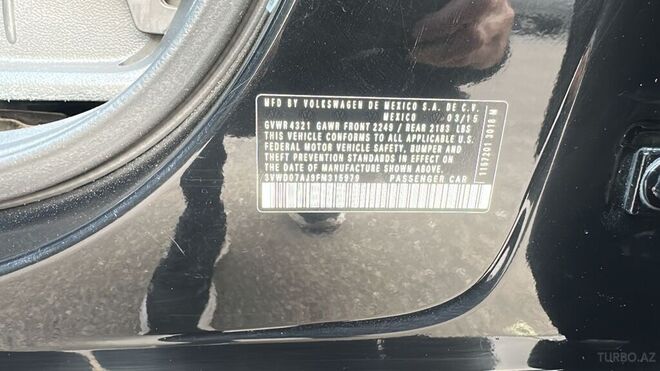 MFD BY VOLKSWAGEN DE MEXICO S.A. DE C.V.
MEXICO 03/15
GVWR4321 GAWR FRONT 2249 / REAR 2183 LBS
THIS VEHICLE CONFORMS TO ALL APPLICABLE U.S.
FEDERAL MOTOR VEHICLE SAFETY, BUMPER AND
THEFT PREVENTION STANDARDS IN EFFECT ON
THE DATE OF MANUFACTURE SHOWN ABOVE.
PASSENGER CAR
TURBO.AZ